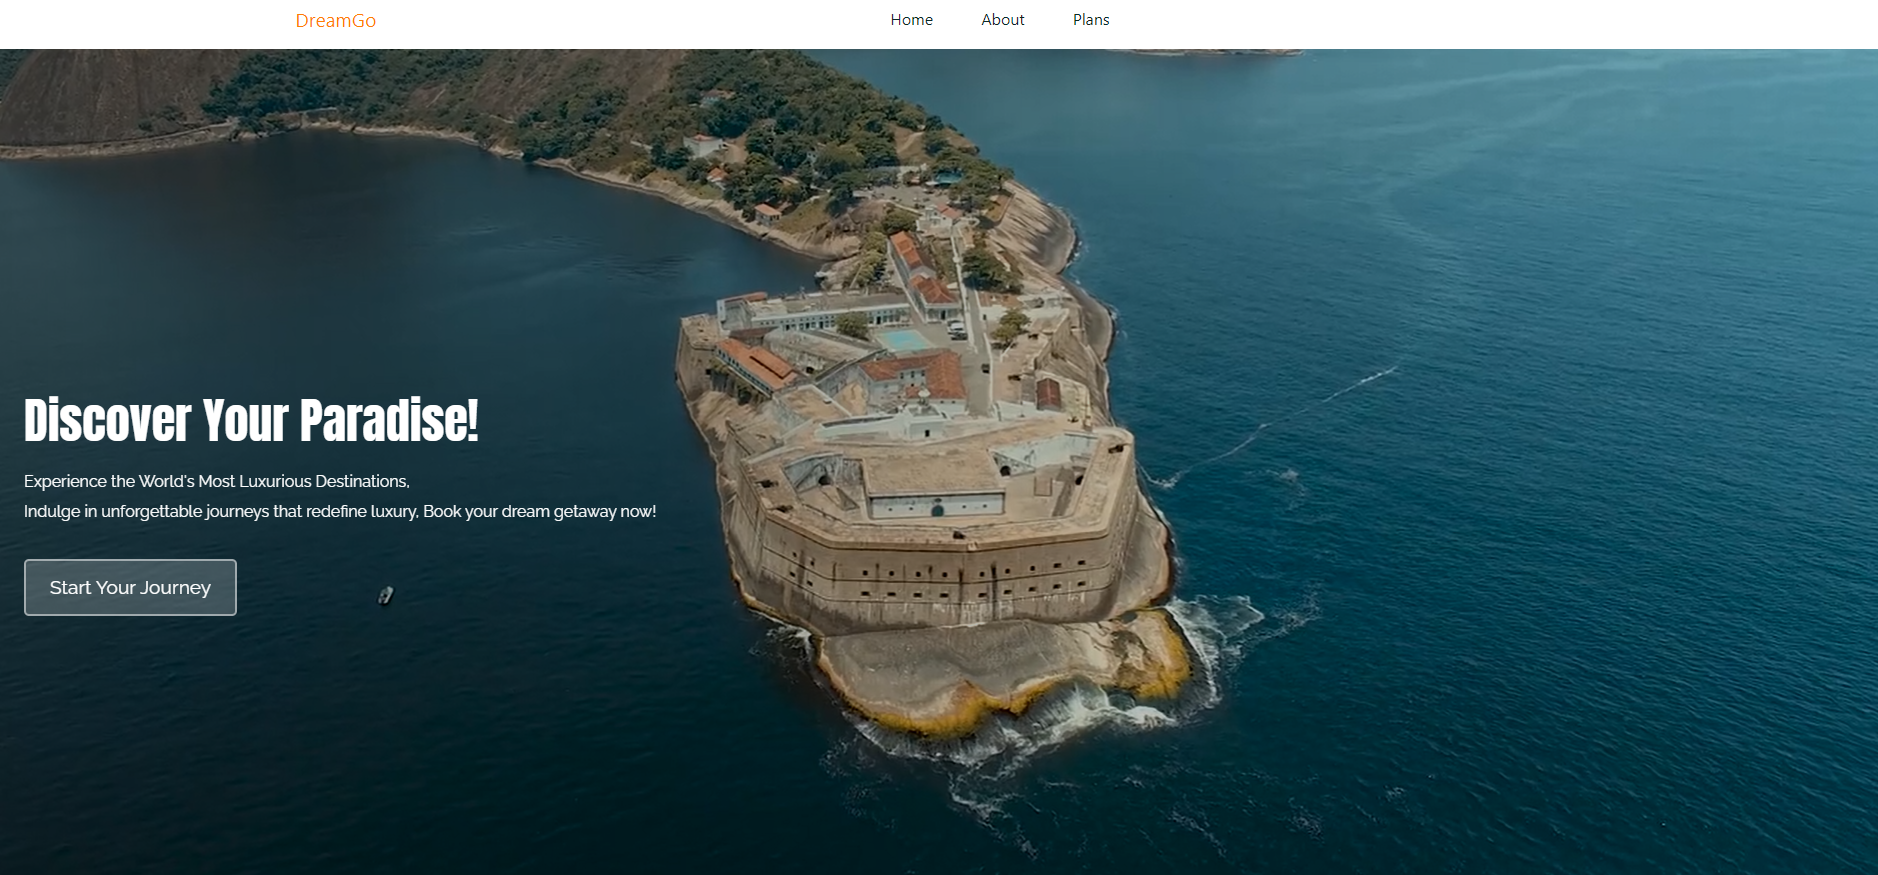 DreamGo
Home About Plans
Discover Your Paradise!
Experience the World's Most Luxurious Destinations,
Indulge in unforgettable journeys that redefine luxury, Book your dream getaway now!
Start Your Journey